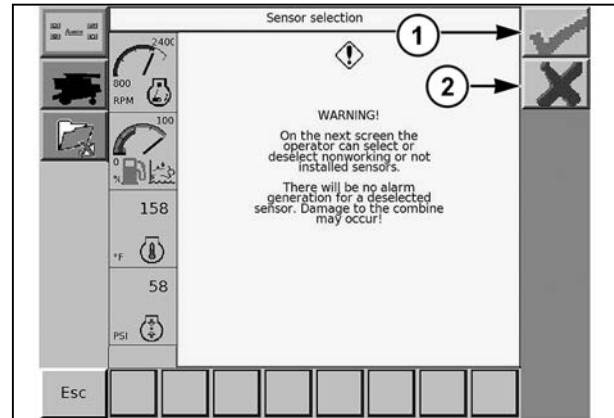 Sensor selection
1
2400
800
RPM
2
100
0
%
WARNING!
On the next screen the
operator can select or
deselect nonworking or not
installed sensors.
There will be no alarm
generation for a deselected
sensor. Damage to the combine
may occur!
158
°F
58
PSI
Esc